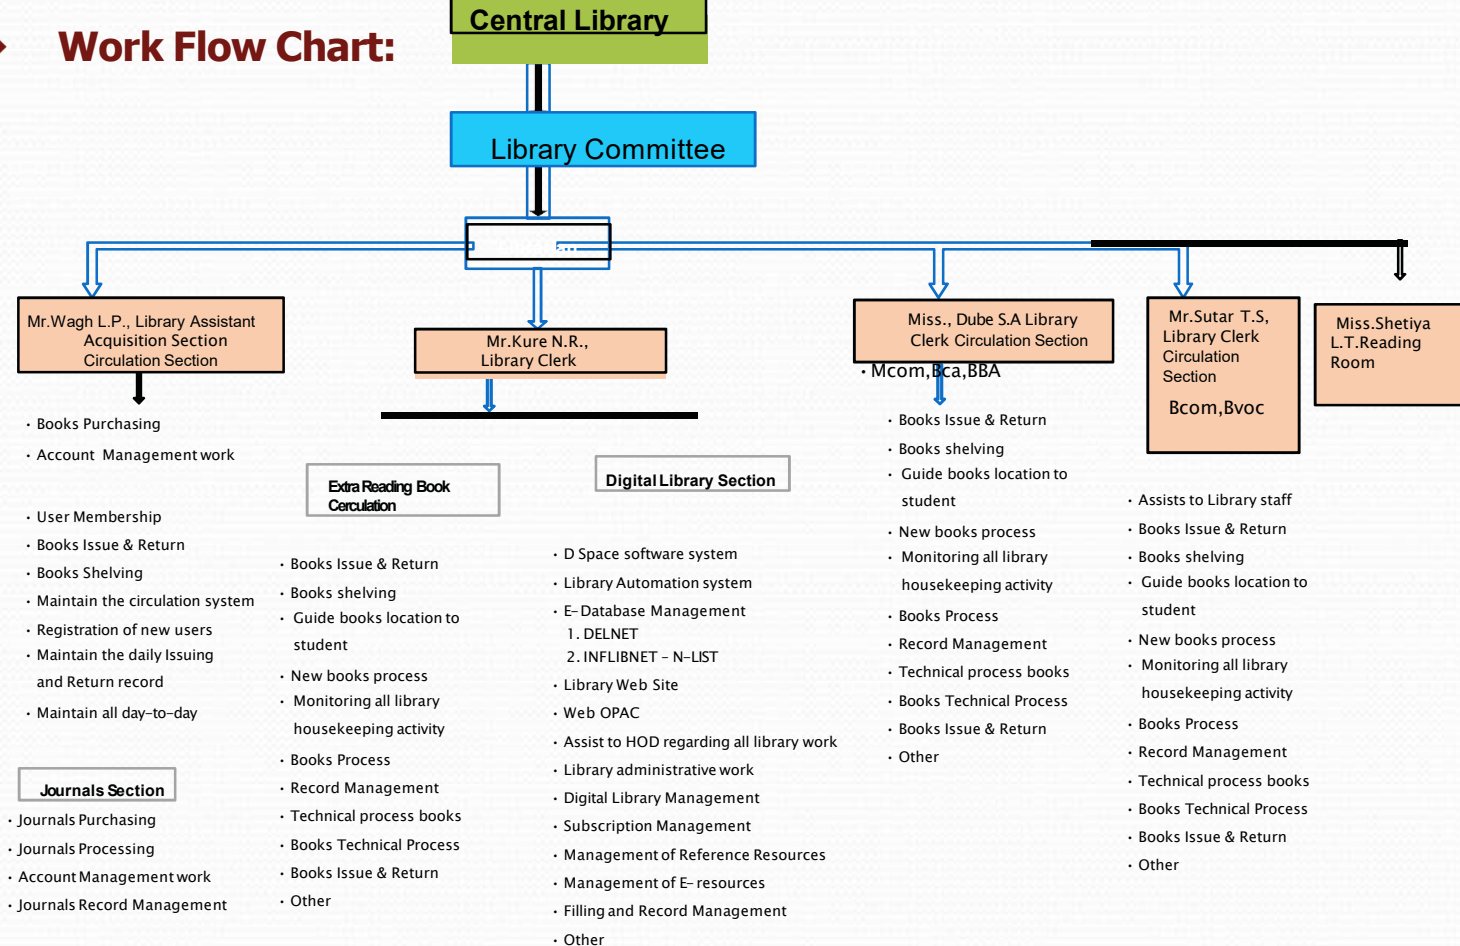 Central Library
Work Flow Chart:
Library Committee
Mr.Wagh L.P., Library Assistant
Acquisition Section
Circulation Section
• Books Purchasing
• Account Management work
• User Membership
• Books Issue & Return
• Books Shelving
• Maintain the circulation system
• Registration of new users
• Maintain the daily Issuing
and Return record
• Maintain all day-to-day
Journals Section
• Journals Purchasing
• Journals Processing
• Account Management work
• Journals Record Management
Mr.Kure N.R.,
Library Clerk
Extra Reading Book
Cerculation
• Books Issue & Return
• Books shelving
• Guide books location to
student
• New books process
• Monitoring all library
housekeeping activity
• Books Process
• Record Management
• Technical process books
• Books Technical Process
• Books Issue & Return
• Other
Digital Library Section
• D Space software system
• Library Automation system
• E-Database Management
1. DELNET
2. INFLIBNET - N-LIST
• Library Web Site
• Web OPAC
• Assist to HOD regarding all library work
• Library administrative work
• Digital Library Management
• Subscription Management
• Management of Reference Resources
• Management of E-resources
• Filling and Record Management
• Other
Miss., Dube S.A Library
Clerk Circulation Section
• Mcom,Bca,BBA
• Books Issue & Return
• Books shelving
• Guide books location to
student
• New books process
• Monitoring all library
housekeeping activity
• Books Process
• Record Management
• Technical process books
• Books Technical Process
• Books Issue & Return
• Other
Mr.Sutar T.S,
Library Clerk
Circulation
Section
Bcom,Bvoc
• Assists to Library staff
• Books Issue & Return
• Books shelving
• Guide books location to
student
• New books process
• Monitoring all library
housekeeping activity
• Books Process
• Record Management
• Technical process books
• Books Technical Process
• Books Issue & Return
• Other
Miss.Shetiya
L.T.Reading
Room